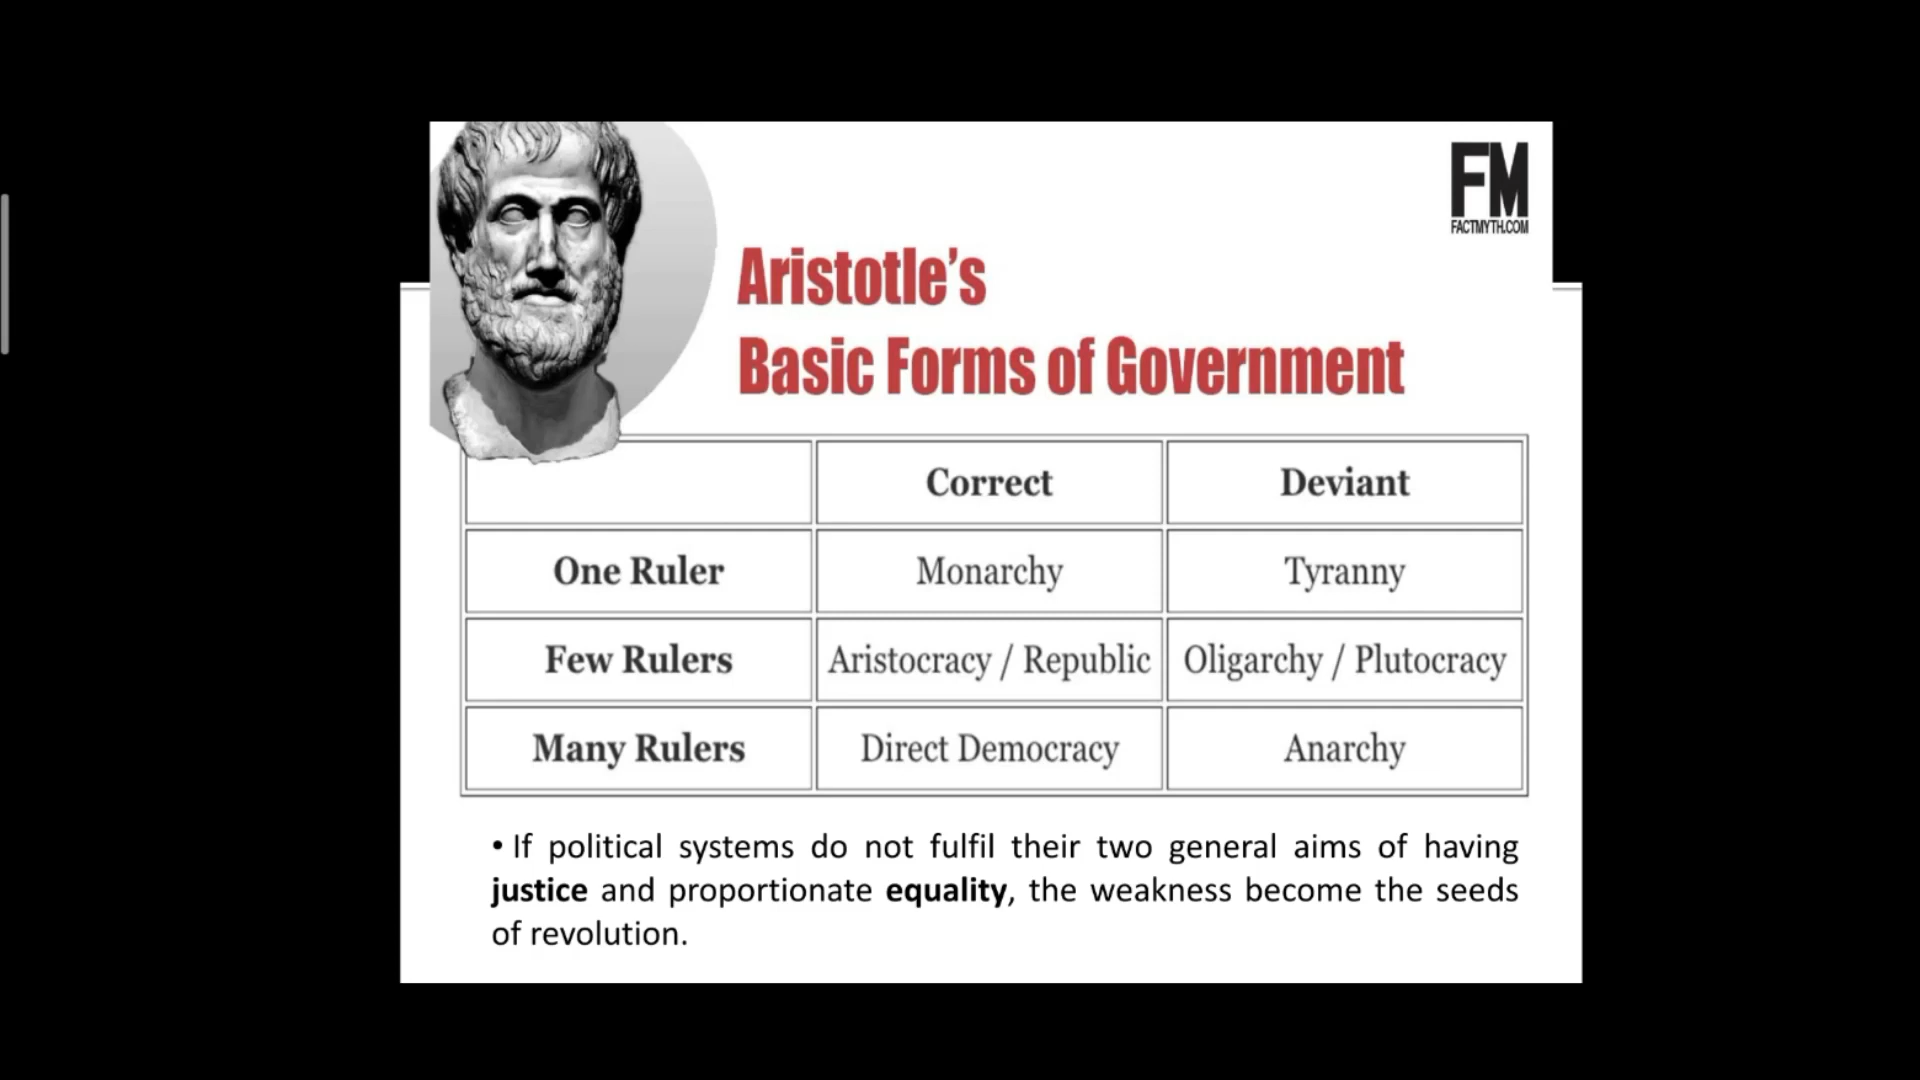 FM
FACTMYTH.COM
Aristotle's
Basic Forms of Government
Correct Deviant
One Ruler Monarchy Tyranny
Few Rulers Aristocracy / Republic Oligarchy / Plutocracy
Many Rulers Direct Democracy Anarchy
• If political systems do not fulfil their two general aims of having
justice and proportionate equality, the weakness become the seeds
of revolution.